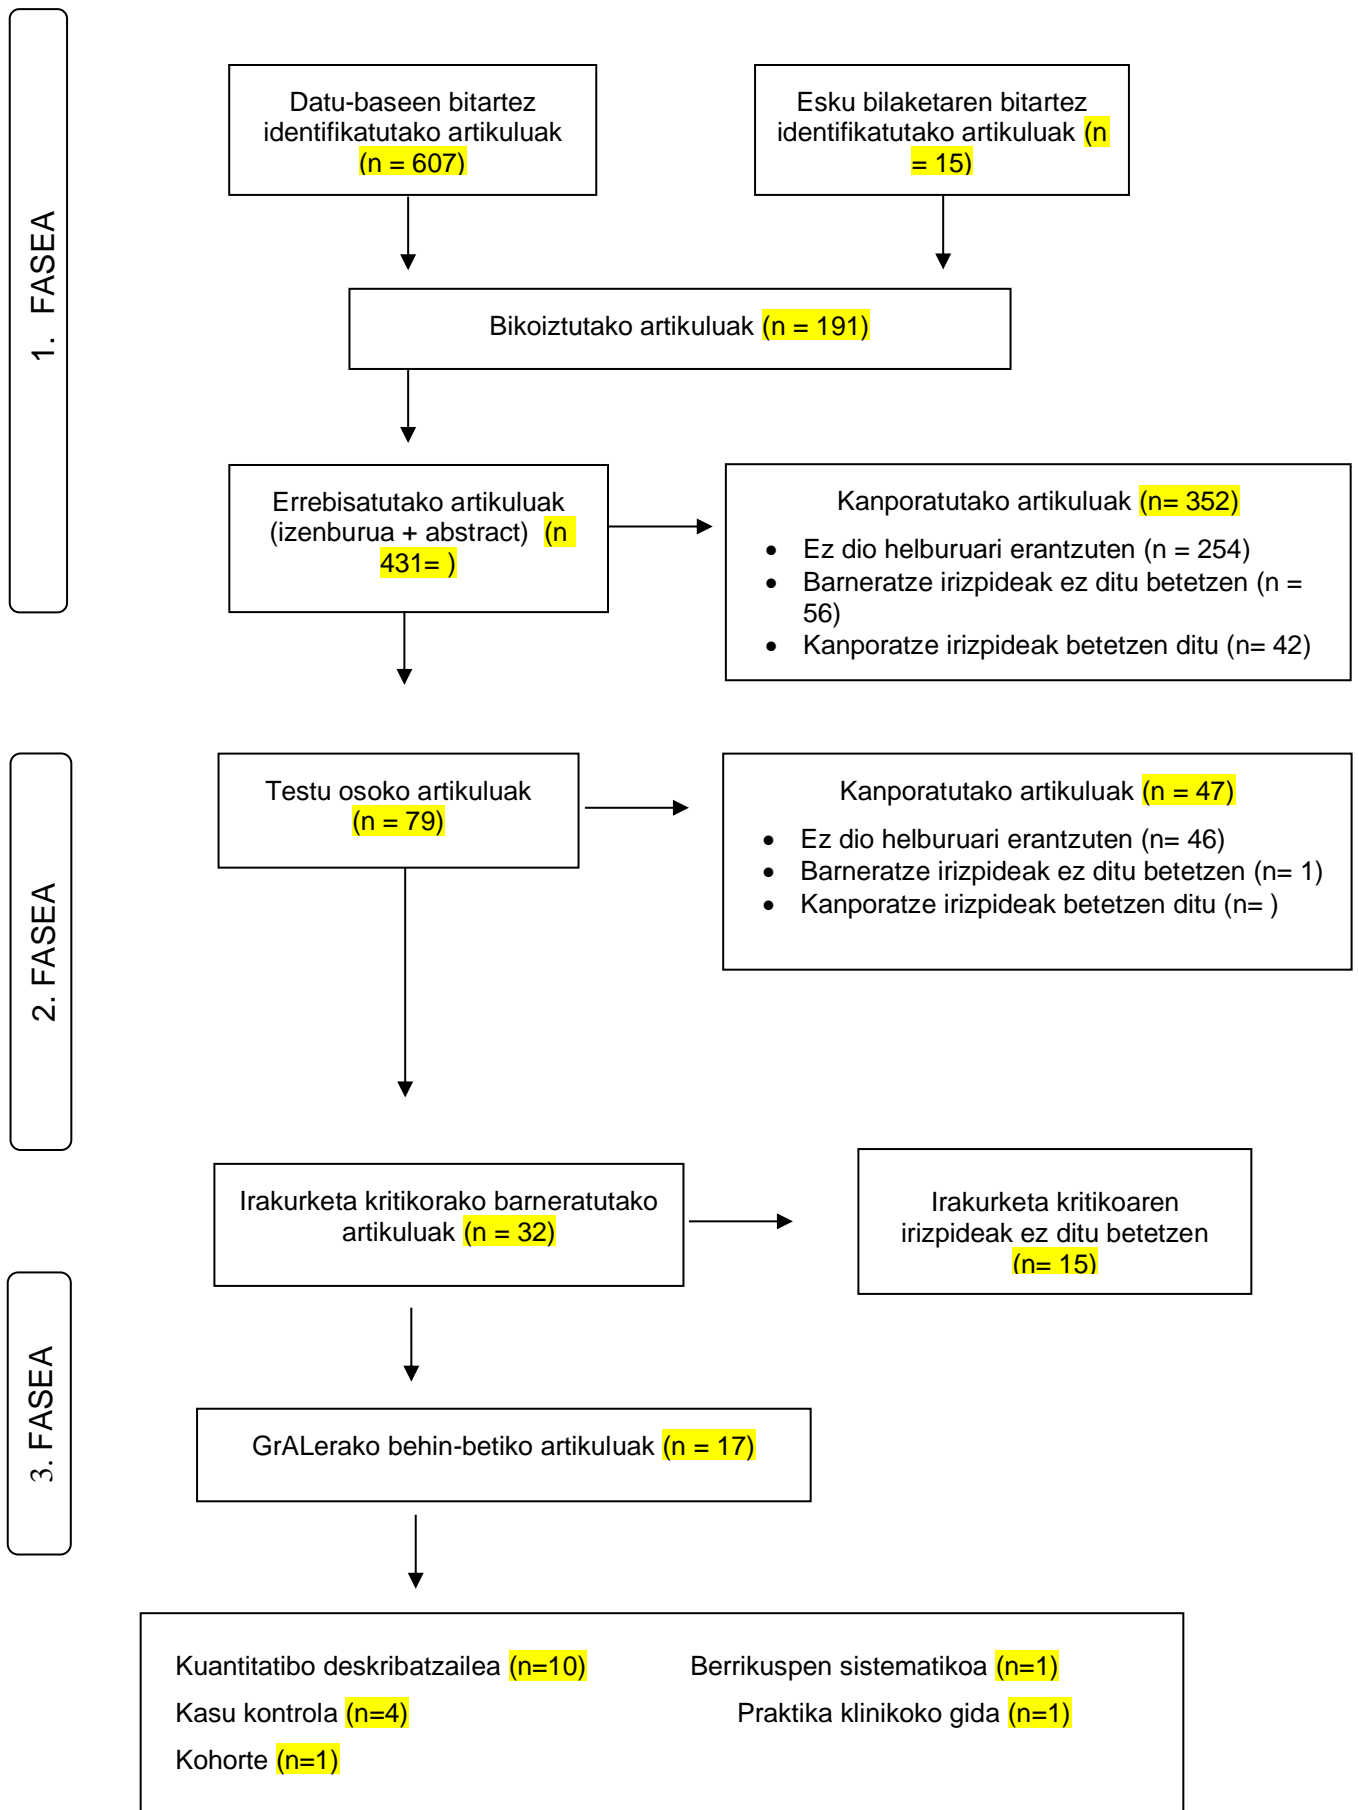 1. FASEA
Datu-baseen bitartez
identifikatutako artikuluak
(n = 607)
Esku bilaketaren bitartez
identifikatutako artikuluak (n
= 15)
Bikoiztutako artikuluak (n = 191)
Errebisatutako artikuluak
(izenburua + abstract) (n
431= )
Kanporatutako artikuluak (n= 352)
• Ez dio helburuari erantzuten (n = 254)
• Barneratze irizpideak ez ditu betetzen (n =
56)
• Kanporatze irizpideak betetzen ditu (n= 42)
2. FASEA
Testu osoko artikuluak
(n = 79)
Kanporatutako artikuluak (n = 47)
• Ez dio helburuari erantzuten (n= 46)
• Barneratze irizpideak ez ditu betetzen (n= 1)
• Kanporatze irizpideak betetzen ditu (n= )
Irakurketa kritikorako barneratutako
artikuluak (n = 32)
Irakurketa kritikoaren
irizpideak ez ditu betetzen
(n= 15)
3. FASEA
GrALerako behin-betiko artikuluak (n = 17)
Kuantitatibo deskribatzailea (n=10)
Berrikuspen sistematikoa (n=1)
Kasu kontrola (n=4)
Praktika klinikoko gida (n=1)
Kohorte (n=1)